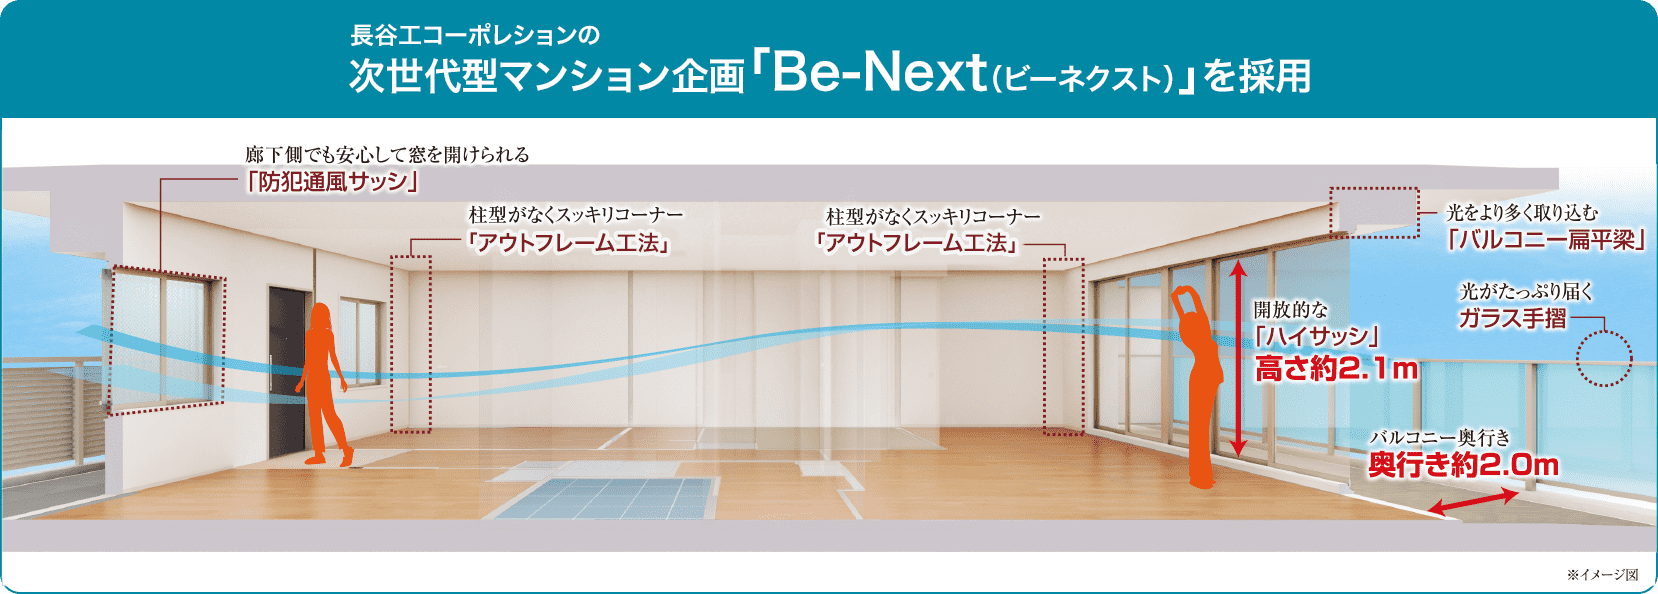 長谷工コーポレションの
次世代型マンション企画「Be-Next(ビーネクスト)」を採用
廊下側でも安心して窓を開けられる
「防犯通風サッシ」
柱型がなくスッキリコーナー
「アウトフレーム工法」
柱型がなくスッキリコーナー
「アウトフレーム工法」
光をより多く取り込む
「バルコニー扁平梁」
光がたっぷり届く
ガラス手摺
開放的な
「ハイサッシ」
高さ約2.1m
バルコニー奥行き
奥行き約2.0m
※イメージ図